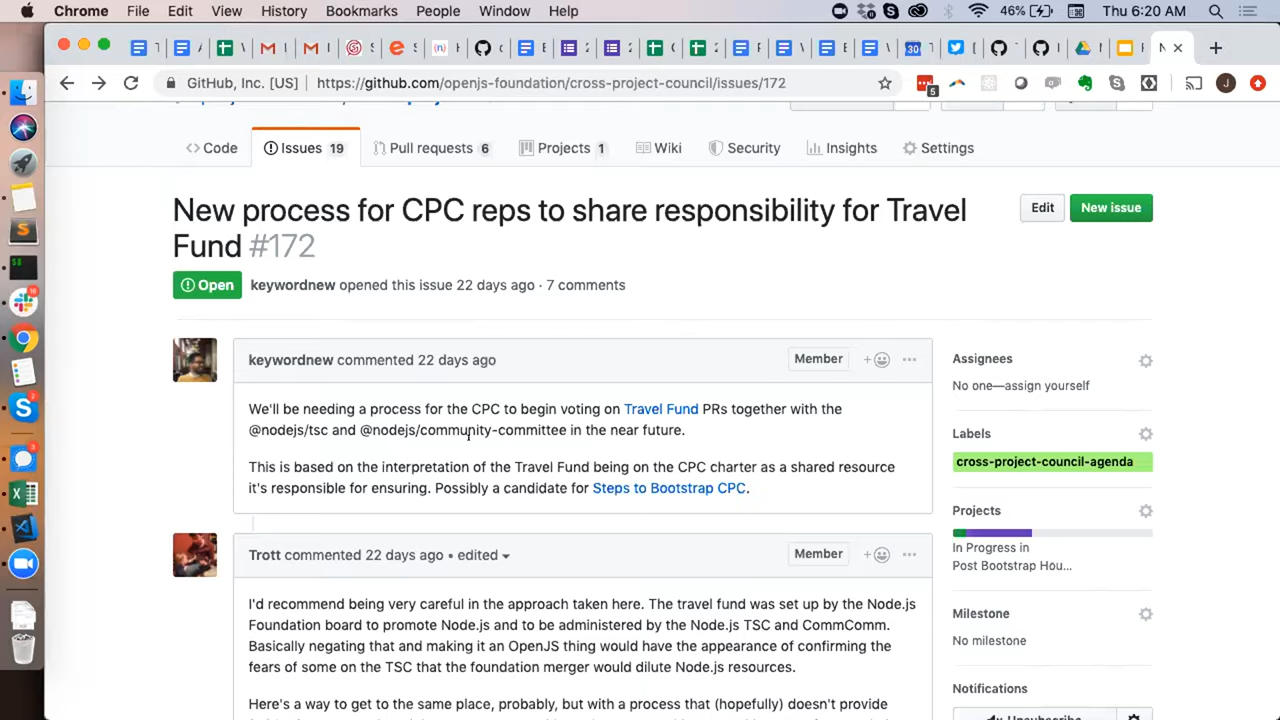 Chrome File Edit View History Bookmarks People Window Help 46% Thu 6:20 AM
GitHub, Inc. [US] https://github.com/openjs-foundation/cross-project-council/issues/172 5
Code Issues 19 Pull requests 6 Projects 1 Wiki Security Insights Settings
New process for CPC reps to share responsibility for Travel
Fund #172
Edit New issue
Open keywordnew opened this issue 22 days ago · 7 comments
keywordnew commented 22 days ago Member
We'll be needing a process for the CPC to begin voting on Travel Fund PRs together with the
@nodejs/tsc and @nodejs/community-committee in the near future.
This is based on the interpretation of the Travel Fund being on the CPC charter as a shared resource
it's responsible for ensuring. Possibly a candidate for Steps to Bootstrap CPC.
Trott commented 22 days ago • edited Member
I'd recommend being very careful in the approach taken here. The travel fund was set up by the Node.js
Foundation board to promote Node.js and to be administered by the Node.js TSC and CommComm.
Basically negating that and making it an OpenJS thing would have the appearance of confirming the
fears of some on the TSC that the foundation merger would dilute Node.js resources.
Here's a way to get to the same place, probably, but with a process that (hopefully) doesn't provide
Assignees
No one—assign yourself
Labels
cross-project-council-agenda
Projects
In Progress in
Post Bootstrap Hou...
Milestone
No milestone
Notifications
Unsubscribe